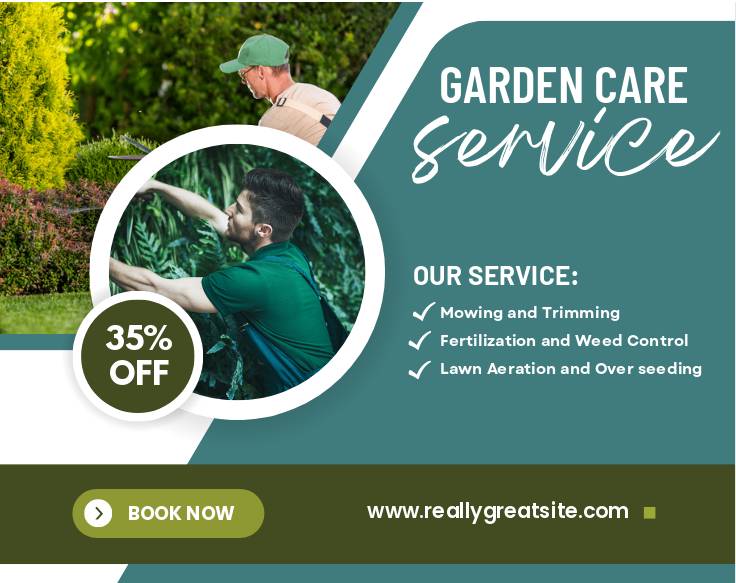 GARDEN CARE
service
OUR SERVICE:
Mowing and Trimming
Fertilization and Weed Control
Lawn Aeration and Over seeding
35%
OFF
BOOK NOW
www.reallygreatsite.com